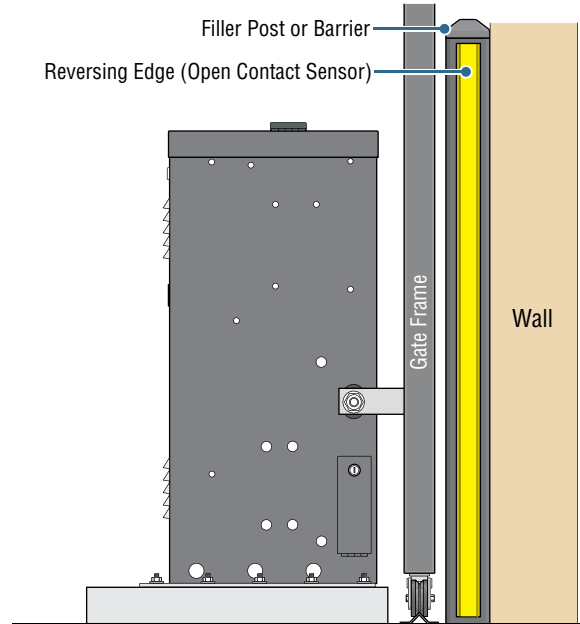 Filler Post or Barrier
Reversing Edge (Open Contact Sensor)
Gate Frame
Wall